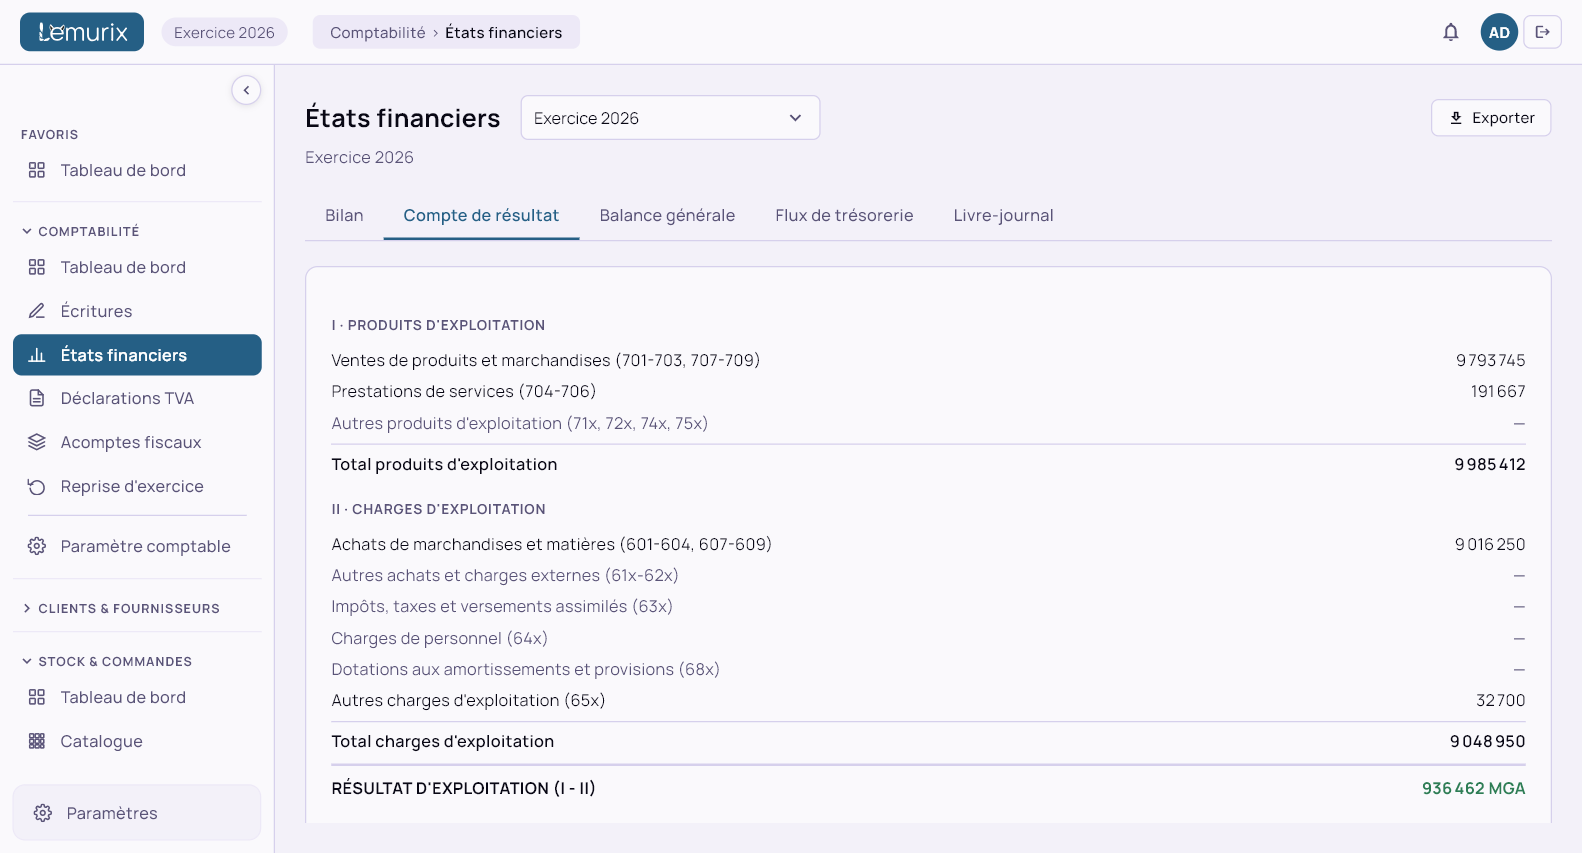 Lemurix
Exercice 2026
Comptabilité › États financiers
AD
FAVORIS
Tableau de bord
COMPTABILITÉ
Tableau de bord
Écritures
États financiers
Déclarations TVA
Acomptes fiscaux
Reprise d'exercice
Paramètre comptable
CLIENTS & FOURNISSEURS
STOCK & COMMANDES
Tableau de bord
Catalogue
Paramètres
États financiers
Exercice 2026
Exporter
Exercice 2026
Bilan Compte de résultat Balance générale Flux de trésorerie Livre-journal
I · PRODUITS D'EXPLOITATION
Ventes de produits et marchandises (701-703, 707-709) 9 793 745
Prestations de services (704-706) 191 667
Autres produits d'exploitation (71x, 72x, 74x, 75x) —
Total produits d'exploitation 9 985 412
II · CHARGES D'EXPLOITATION
Achats de marchandises et matières (601-604, 607-609) 9 016 250
Autres achats et charges externes (61x-62x) —
Impôts, taxes et versements assimilés (63x) —
Charges de personnel (64x) —
Dotations aux amortissements et provisions (68x) —
Autres charges d'exploitation (65x) 32 700
Total charges d'exploitation 9 048 950
RÉSULTAT D'EXPLOITATION (I - II) 936 462 MGA